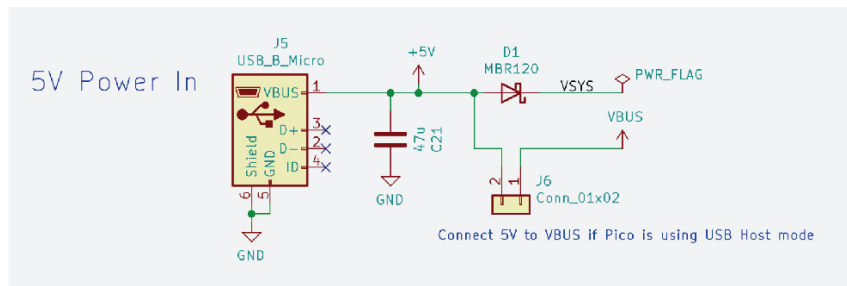 5V Power In
J5
USB_B_Micro
VBUS
1
D+
3
D-
2
ID
4
Shield
GND
6
5
GND
+5V
47u
C21
GND
D1
MBR120
VSYS
PWR_FLAG
VBUS
2
1
J6
Conn_01x02
Connect 5V to VBUS if Pico is using USB Host mode